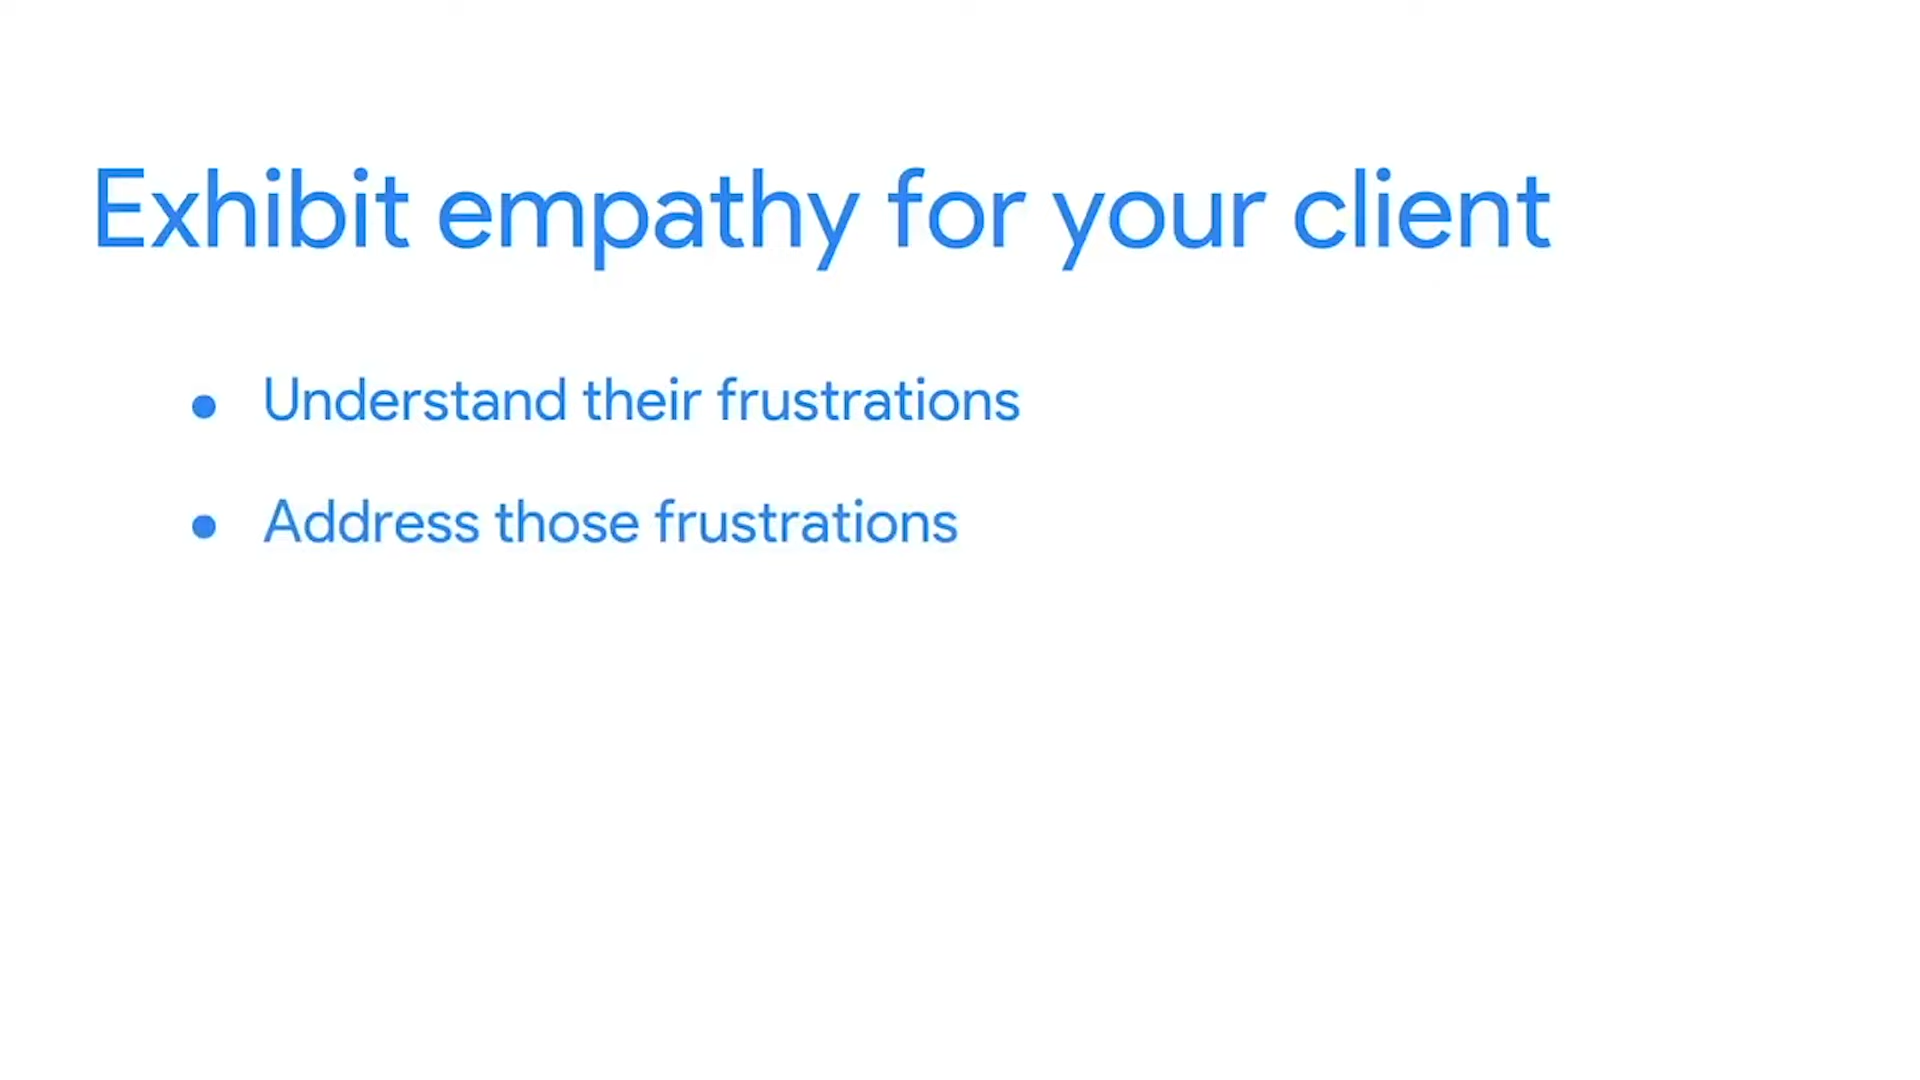 Exhibit empathy for your client
• Understand their frustrations
• Address those frustrations